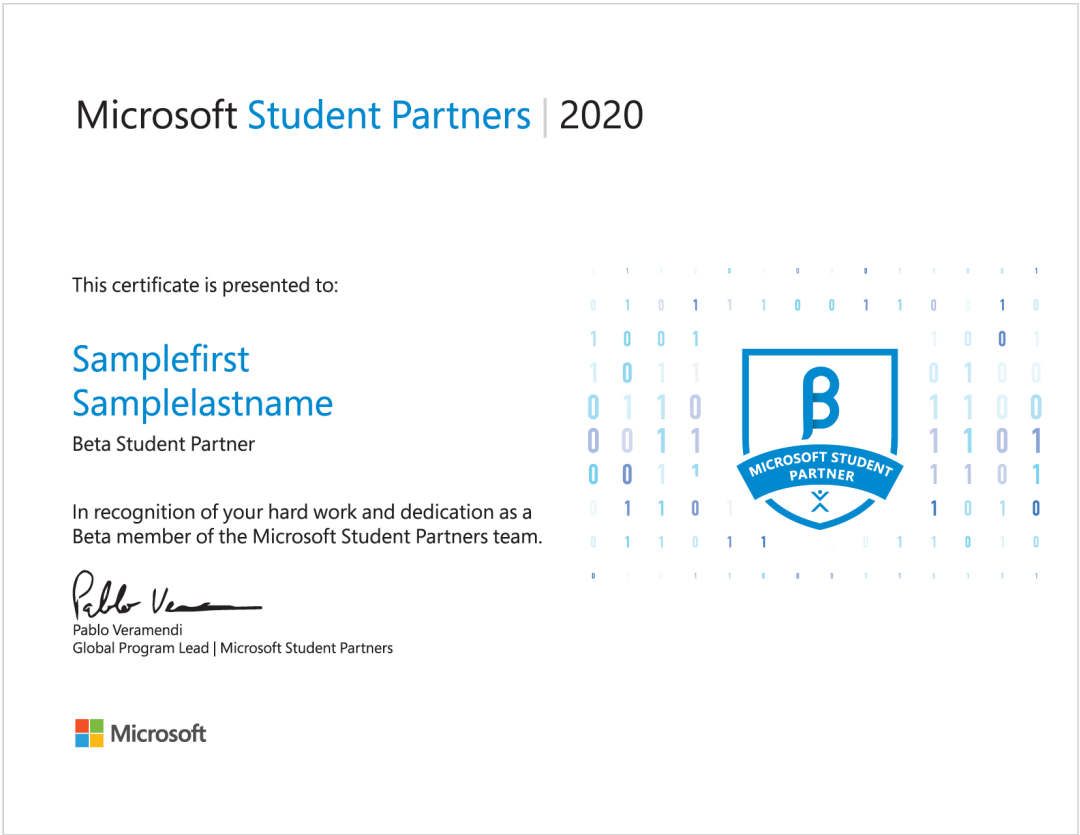 Microsoft Student Partners | 2020
This certificate is presented to:
Samplefirst
Samplelastname
Beta Student Partner
In recognition of your hard work and dedication as a
Beta member of the Microsoft Student Partners team.
Pablo Veramendi
Global Program Lead | Microsoft Student Partners
Microsoft
β
MICROSOFT STUDENT
PARTNER